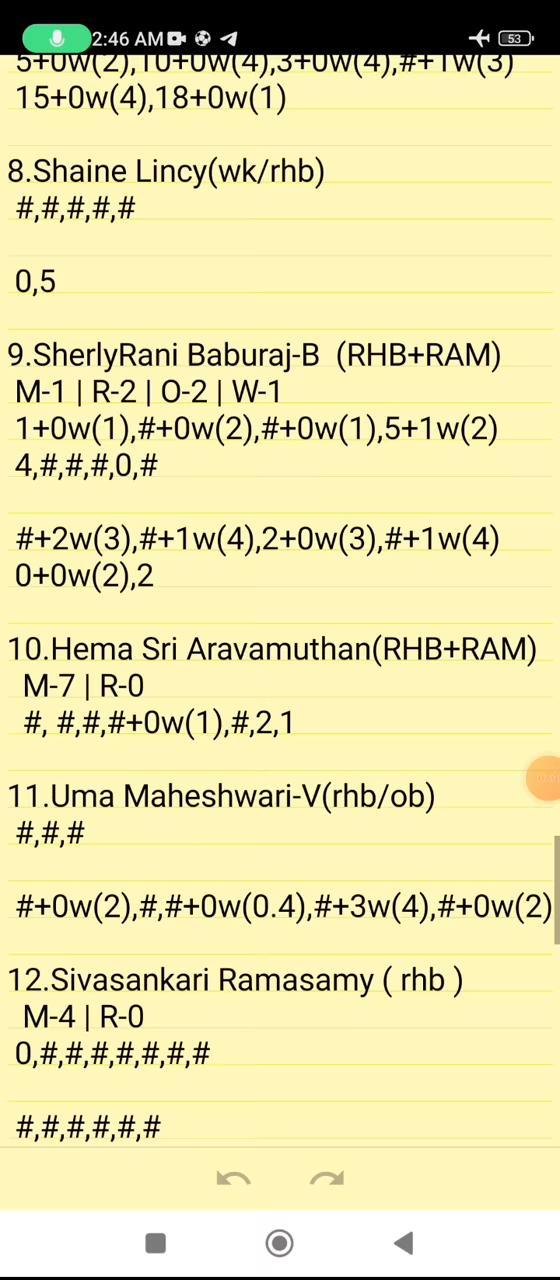 2:46 AM
53
5+0w(2),10+0w(4),3+0w(4),#+1w(3)
15+0w(4),18+0w(1)
8.Shaine Lincy(wk/rhb)
#,#,#,#,#
0,5
9.SherlyRani Baburaj-B (RHB+RAM)
M-1 | R-2 | O-2 | W-1
1+0w(1),#+0w(2),#+0w(1),5+1w(2)
4,#,#,#,0,#
#+2w(3),#+1w(4),2+0w(3),#+1w(4)
0+0w(2),2
10.Hema Sri Aravamuthan(RHB+RAM)
M-7 | R-0
#, #,#,#+0w(1),#,2,1
11.Uma Maheshwari-V(rhb/ob)
#,#,#
#+0w(2),#,#+0w(0.4),#+3w(4),#+0w(2)
12.Sivasankari Ramasamy ( rhb )
M-4 | R-0
0,#,#,#,#,#,#,#
#,#,#,#,#,#